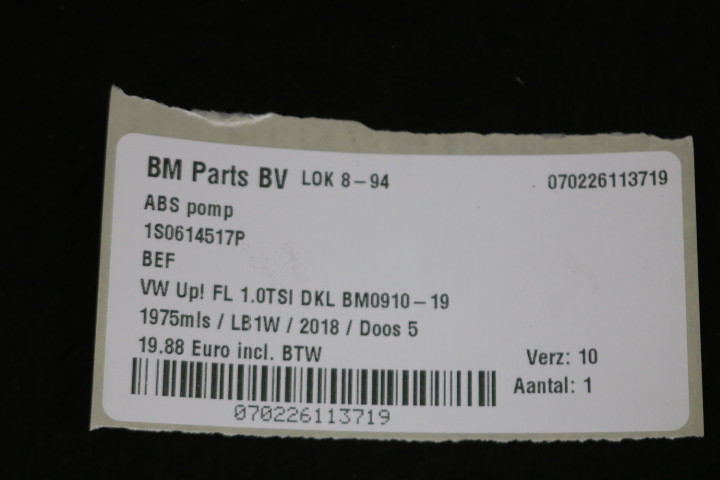 BM Parts BV LOK 8-94 070226113719
ABS pomp
1S0614517P
BEF
VW Up! FL 1.0TSI DKL BM0910-19
1975mls / LB1W / 2018 / Doos 5
19.88 Euro incl. BTW Verz: 10
Aantal: 1
070226113719